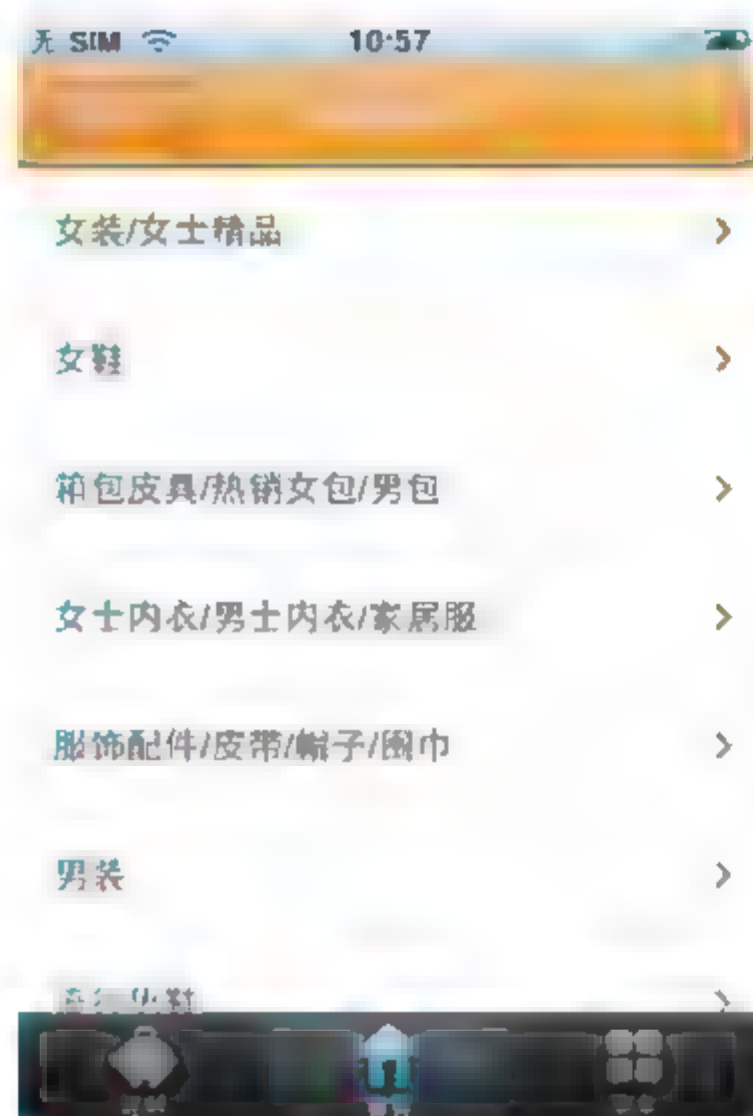 无 SIM 10:57
女装/女士精品
女鞋
箱包皮具/热销女包/男包
女士内衣/男士内衣/家居服
服饰配件/皮带/帽子/围巾
男装